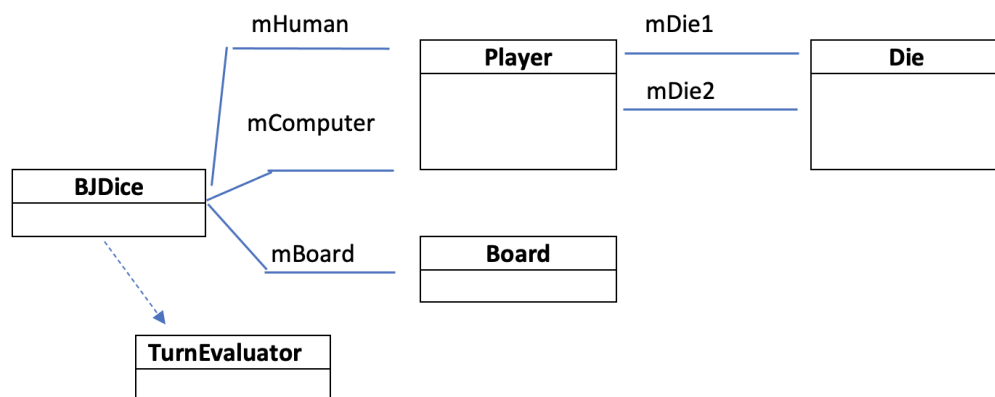 mHuman
mDie1
Player
Die
mDie2
mComputer
BJDice
mBoard
Board
TurnEvaluator